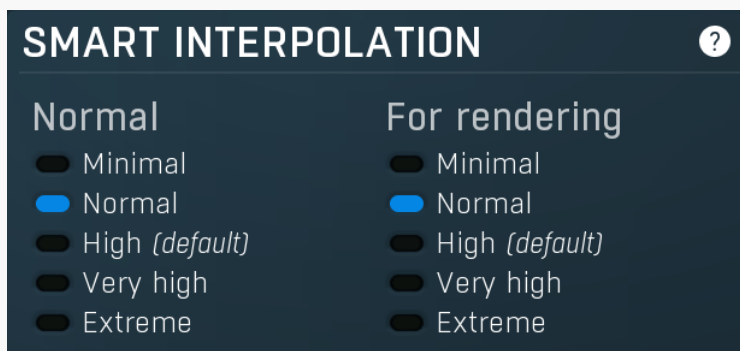 SMART INTERPOLATION ?
Normal
Minimal
Normal
High (default)
Very high
Extreme
For rendering
Minimal
Normal
High (default)
Very high
Extreme